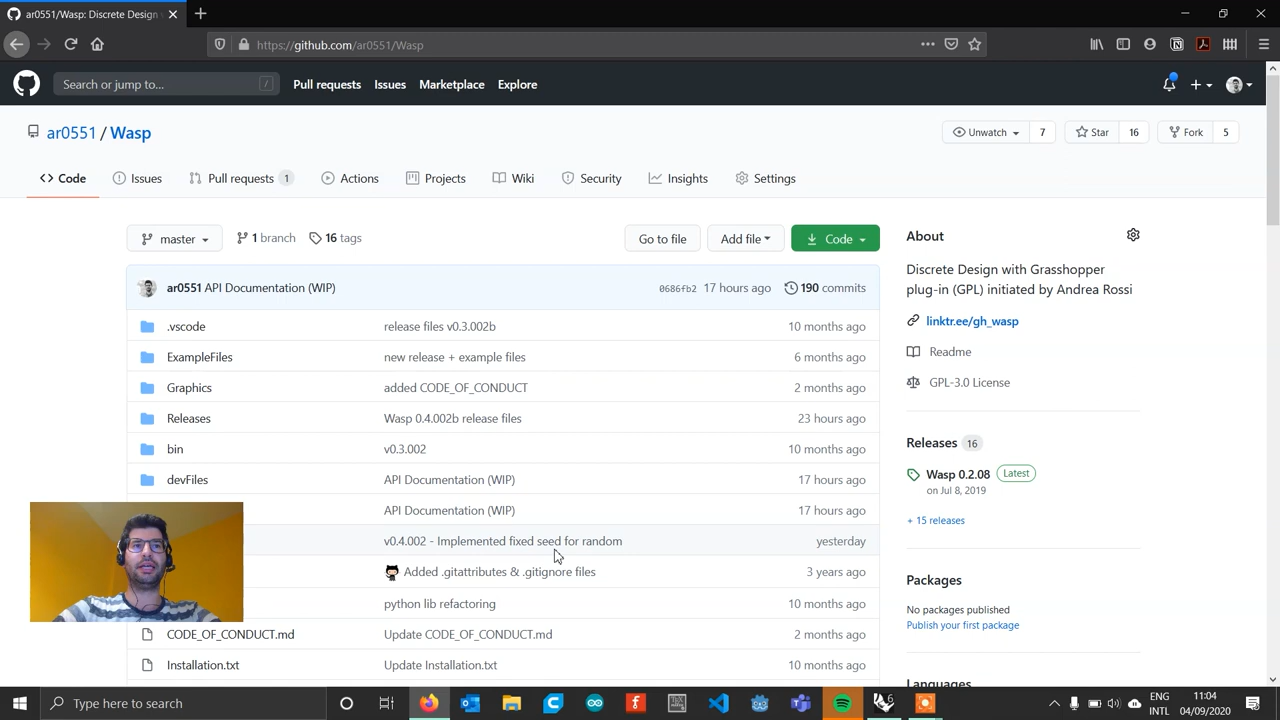 ar0551/Wasp: Discrete Design
https://github.com/ar0551/Wasp
Search or jump to...
/
Pull requests
Issues
Marketplace
Explore
ar0551 / Wasp
Unwatch
7
Star
16
Fork
5
Code
Issues
Pull requests 1
Actions
Projects
Wiki
Security
Insights
Settings
master
1 branch
16 tags
Go to file
Add file
Code
ar0551 API Documentation (WIP)
0686fb2 17 hours ago
190 commits
.vscode release files v0.3.002b 10 months ago
ExampleFiles new release + example files 6 months ago
Graphics added CODE_OF_CONDUCT 2 months ago
Releases Wasp 0.4.002b release files 23 hours ago
bin v0.3.002 10 months ago
devFiles API Documentation (WIP) 17 hours ago
API Documentation (WIP) 17 hours ago
v0.4.002 - Implemented fixed seed for random yesterday
Added .gitattributes & .gitignore files 3 years ago
python lib refactoring 10 months ago
CODE_OF_CONDUCT.md Update CODE_OF_CONDUCT.md 2 months ago
Installation.txt Update Installation.txt 10 months ago
About
Discrete Design with Grasshopper
plug-in (GPL) initiated by Andrea Rossi
linktr.ee/gh_wasp
Readme
GPL-3.0 License
Releases 16
Wasp 0.2.08 Latest
on Jul 8, 2019
+ 15 releases
Packages
No packages published
Publish your first package
Languages
Type here to search
ENG
INTL
11:04
04/09/2020